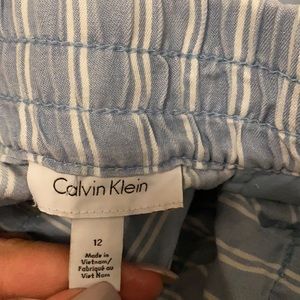 Calvin Klein
12
Made in
Vietnam/
Fabriqué au
Viet Nam